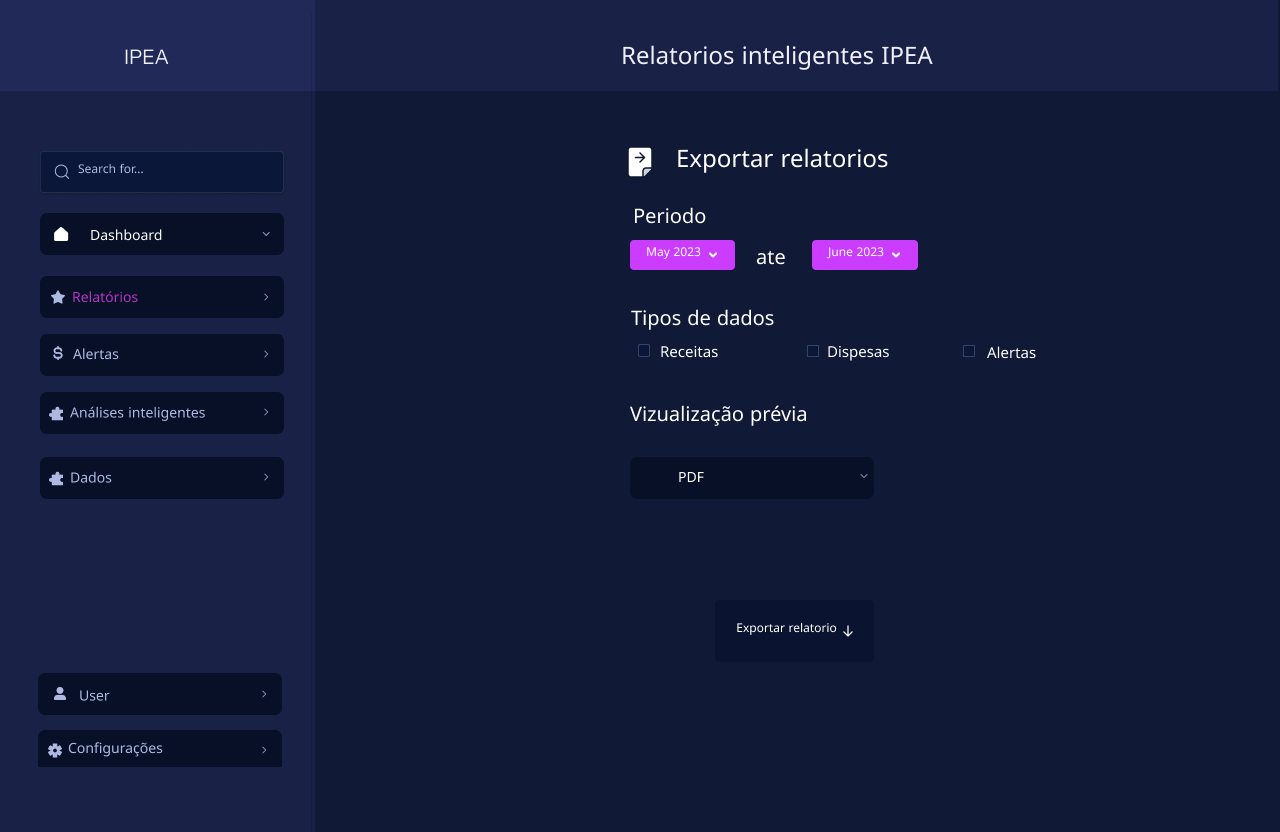 IPEA
Relatorios inteligentes IPEA
Search for...
Dashboard
Relatórios
Alertas
Análises inteligentes
Dados
User
Configurações
Exportar relatorios
Periodo
May 2023 ate June 2023
Tipos de dados
Receitas Dispesas Alertas
Vizualização prévia
PDF
Exportar relatorio